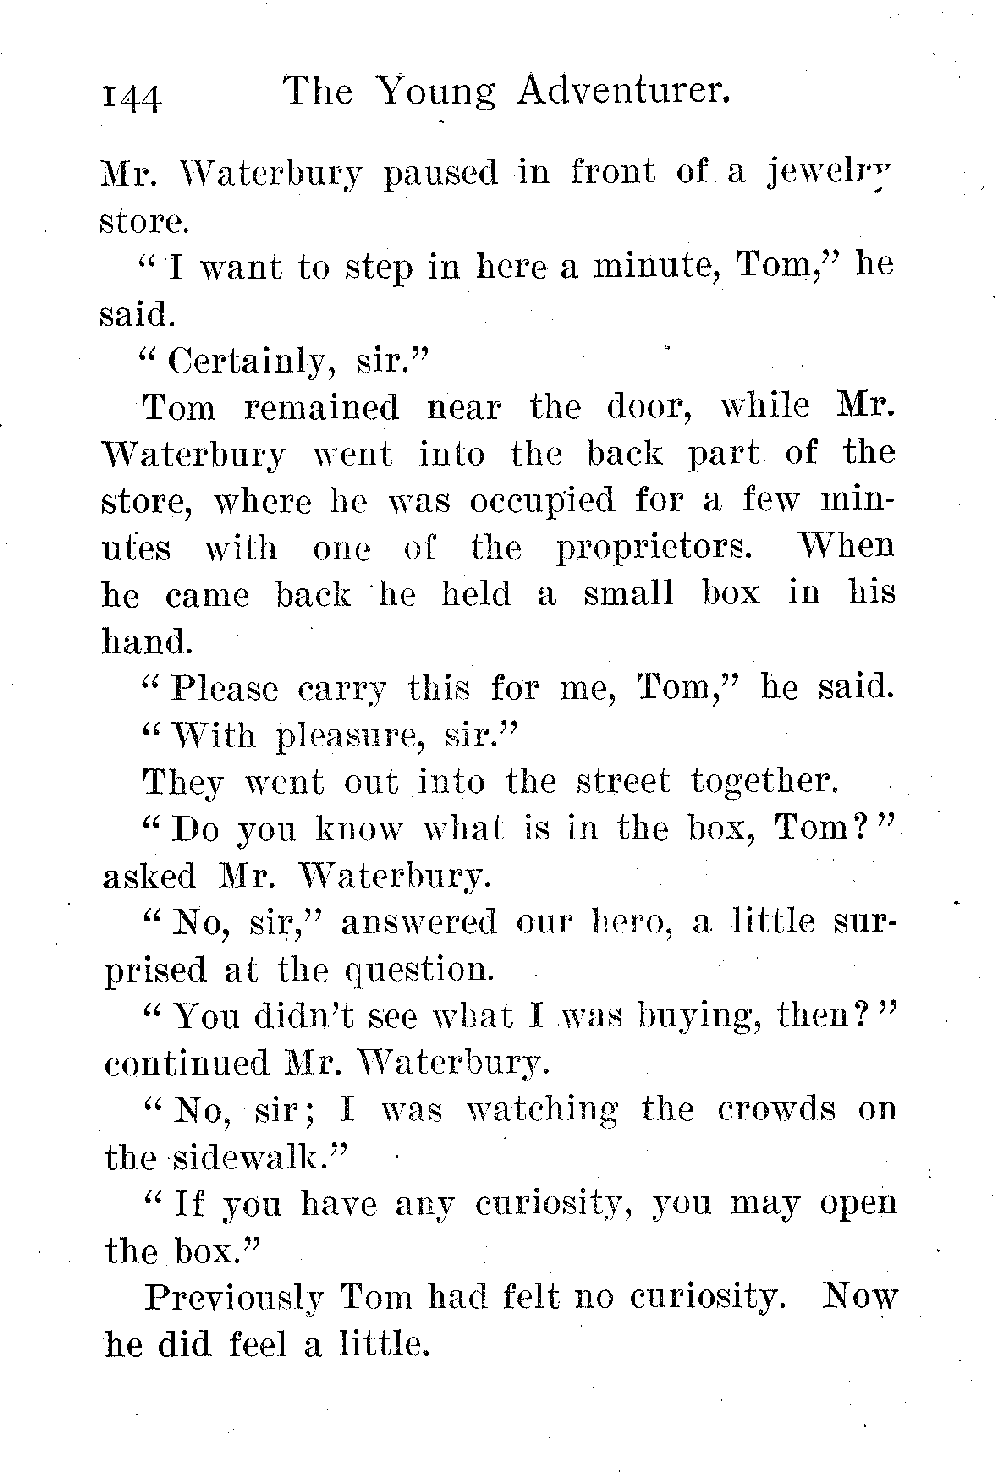 144 The Young Adventurer.
Mr. Waterbury paused in front of a jewelry
store.
“ I want to step in here a minute, Tom,” he
said.
“ Certainly, sir.”
Tom remained near the door, while Mr.
Waterbury went into the back part of the
store, where he was occupied for a few min-
utes with one of the proprietors. When
he came back he held a small box in his
hand.
“ Please carry this for me, Tom,” he said.
“ With pleasure, sir.”
They went out into the street together.
“ Do you know what is in the box, Tom? ”
asked Mr. Waterbury.
“ No, sir,” answered our hero, a little sur-
prised at the question.
“ You didn’t see what I was buying, then? ”
continued Mr. Waterbury.
“ No, sir; I was watching the crowds on
the sidewalk.”
“ If you have any curiosity, you may open
the box.”
Previously Tom had felt no curiosity. Now
he did feel a little.